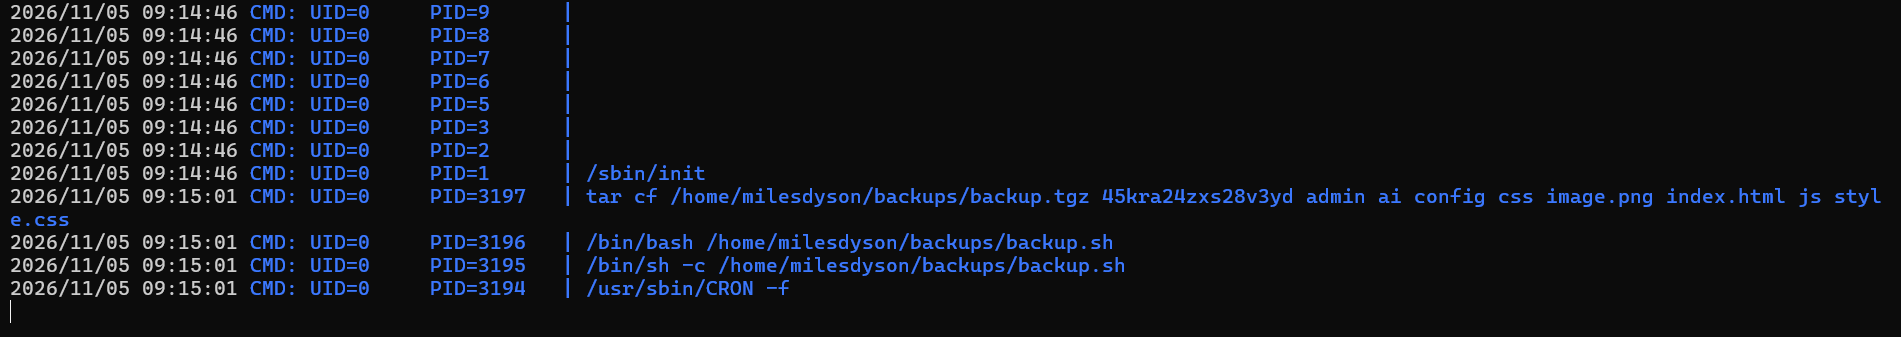 2026/11/05 09:14:46 CMD: UID=0     PID=9      |
2026/11/05 09:14:46 CMD: UID=0     PID=8      |
2026/11/05 09:14:46 CMD: UID=0     PID=7      |
2026/11/05 09:14:46 CMD: UID=0     PID=6      |
2026/11/05 09:14:46 CMD: UID=0     PID=5      |
2026/11/05 09:14:46 CMD: UID=0     PID=3      |
2026/11/05 09:14:46 CMD: UID=0     PID=2      |
2026/11/05 09:14:46 CMD: UID=0     PID=1      | /sbin/init
2026/11/05 09:15:01 CMD: UID=0     PID=3197   | tar cf /home/milesdyson/backups/backup.tgz 45kra24zxs28v3yd admin ai config css image.png index.html js styl
e.css
2026/11/05 09:15:01 CMD: UID=0     PID=3196   | /bin/bash /home/milesdyson/backups/backup.sh
2026/11/05 09:15:01 CMD: UID=0     PID=3195   | /bin/sh -c /home/milesdyson/backups/backup.sh
2026/11/05 09:15:01 CMD: UID=0     PID=3194   | /usr/sbin/CRON -f